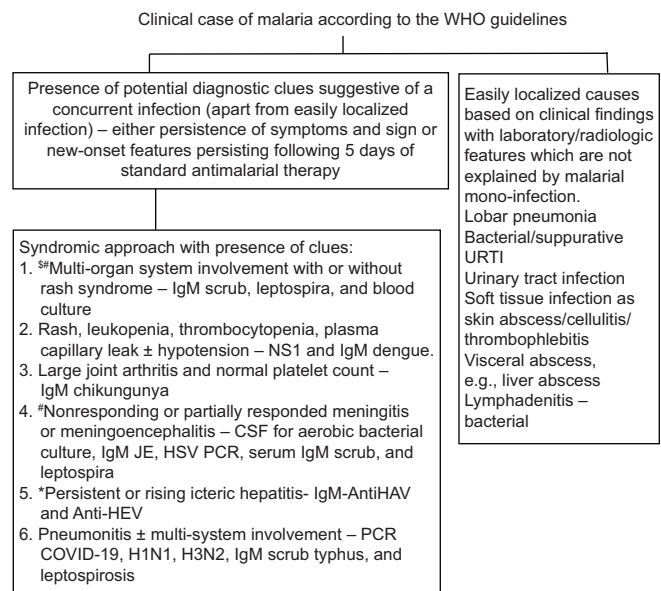 Clinical case of malaria according to the WHO guidelines
Presence of potential diagnostic clues suggestive of a
concurrent infection (apart from easily localized
infection) – either persistence of symptoms and sign or
new-onset features persisting following 5 days of
standard antimalarial therapy
Easily localized causes
based on clinical findings
with laboratory/radiologic
features which are not
explained by malarial
mono-infection.
Lobar pneumonia
Bacterial/suppurative
URTI
Urinary tract infection
Soft tissue infection as
skin abscess/cellulitis/
thrombophlebitis
Visceral abscess,
e.g., liver abscess
Lymphadenitis –
bacterial
Syndromic approach with presence of clues:
1. $#Multi-organ system involvement with or without
rash syndrome – IgM scrub, leptospira, and blood
culture
2. Rash, leukopenia, thrombocytopenia, plasma
capillary leak ± hypotension – NS1 and IgM dengue.
3. Large joint arthritis and normal platelet count –
IgM chikungunya
4. #Nonresponding or partially responded meningitis
or meningoencephalitis – CSF for aerobic bacterial
culture, IgM JE, HSV PCR, serum IgM scrub, and
leptospira
5. *Persistent or rising icteric hepatitis- IgM-AntiHAV
and Anti-HEV
6. Pneumonitis ± multi-system involvement – PCR
COVID-19, H1N1, H3N2, IgM scrub typhus, and
leptospirosis